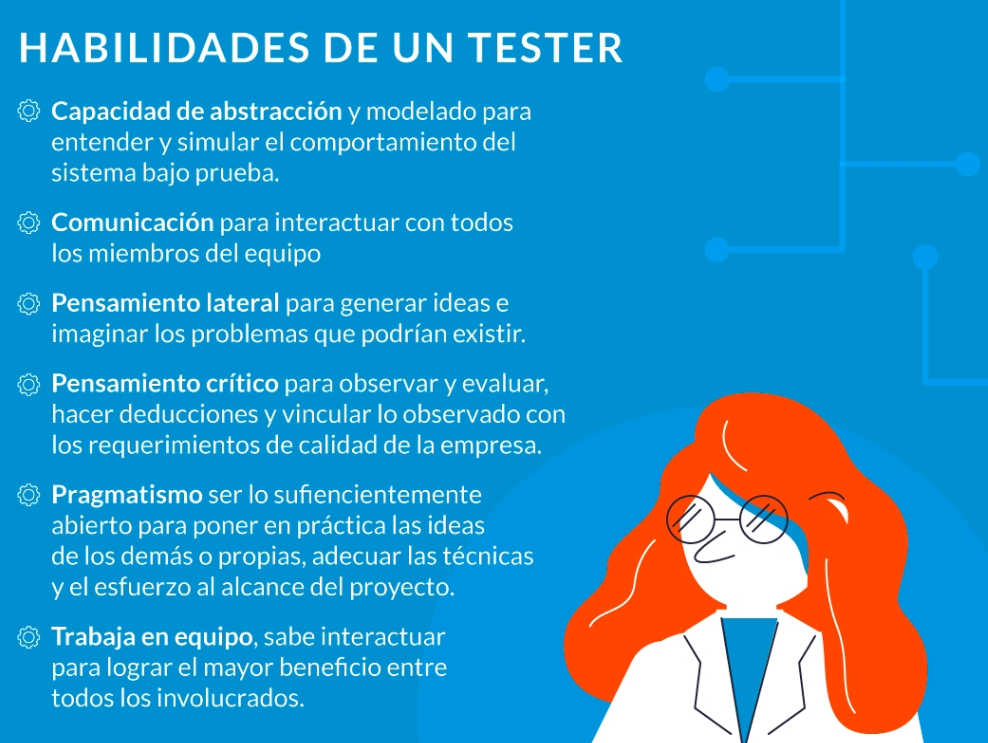 HABILIDADES DE UN TESTER
Capacidad de abstracción y modelado para
entender y simular el comportamiento del
sistema bajo prueba.
Comunicación para interactuar con todos
los miembros del equipo
Pensamiento lateral para generar ideas e
imaginar los problemas que podrían existir.
Pensamiento crítico para observar y evaluar,
hacer deducciones y vincular lo observado con
los requerimientos de calidad de la empresa.
Pragmatismo ser lo sufiencientemente
abierto para poner en práctica las ideas
de los demás o propias, adecuar las técnicas
y el esfuerzo al alcance del proyecto.
Trabaja en equipo, sabe interactuar
para lograr el mayor beneficio entre
todos los involucrados.